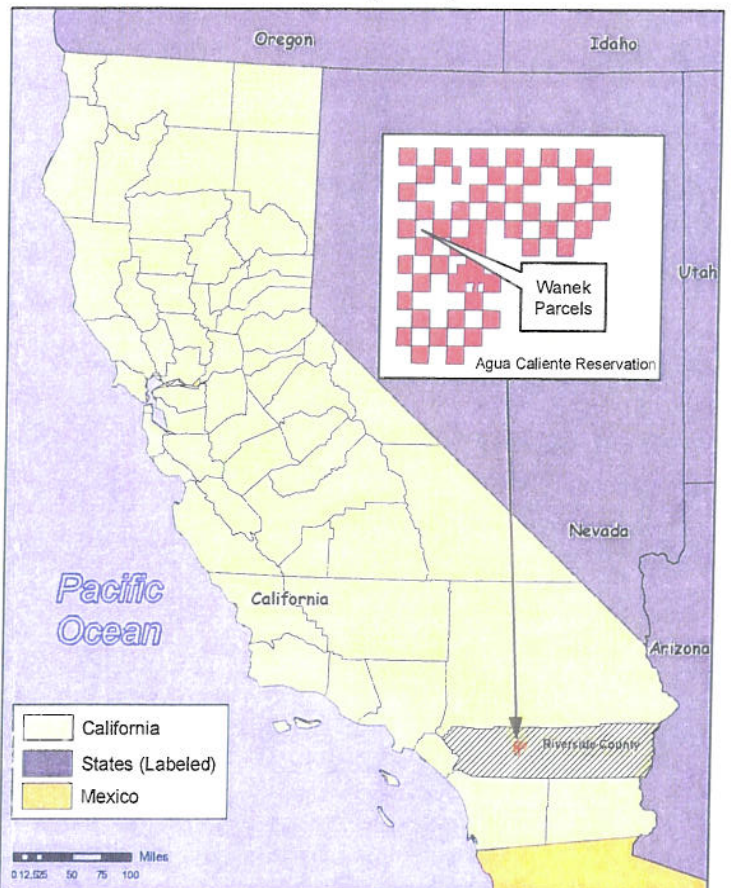 Oregon
Idaho
Wanek
Parcels
Utah
Agua Caliente Reservation
Nevada
Pacific
Ocean
California
Arizona
Riverside County
California
States (Labeled)
Mexico
Miles
0 12.525 50 75 100